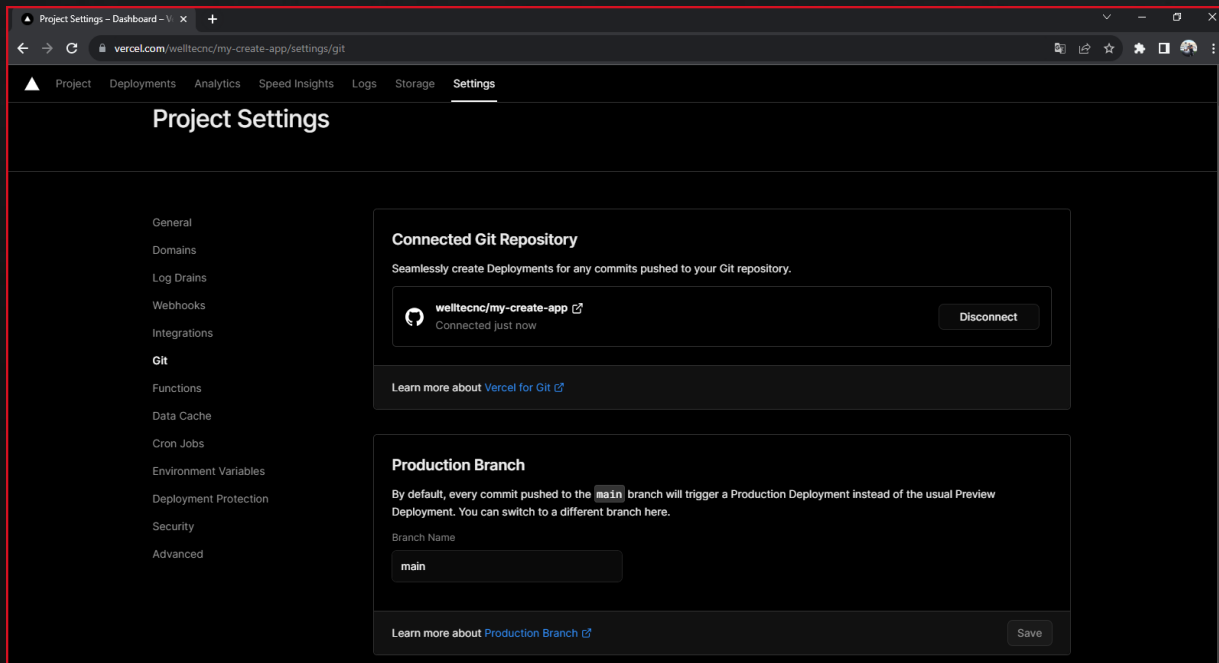 Project Settings – Dashboard – V
vercel.com/welltecnc/my-create-app/settings/git
Project Deployments Analytics Speed Insights Logs Storage Settings
Project Settings
General
Domains
Log Drains
Webhooks
Integrations
Git
Functions
Data Cache
Cron Jobs
Environment Variables
Deployment Protection
Security
Advanced
Connected Git Repository
Seamlessly create Deployments for any commits pushed to your Git repository.
welltecnc/my-create-app
Connected just now
Disconnect
Learn more about Vercel for Git
Production Branch
By default, every commit pushed to the main branch will trigger a Production Deployment instead of the usual Preview
Deployment. You can switch to a different branch here.
Branch Name
main
Learn more about Production Branch
Save